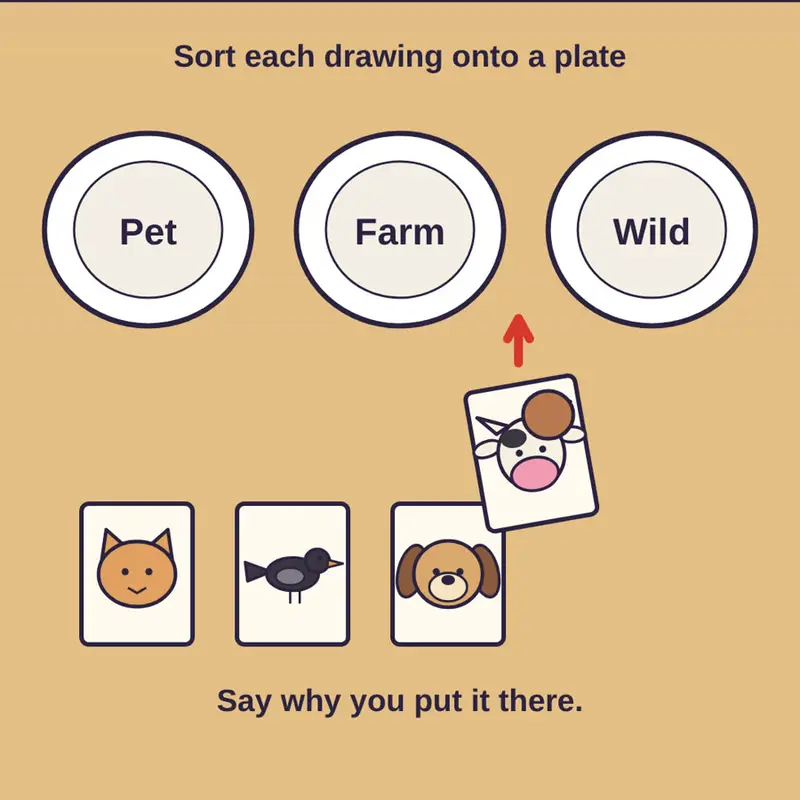 Sort each drawing onto a plate
Pet
Farm
Wild
Say why you put it there.